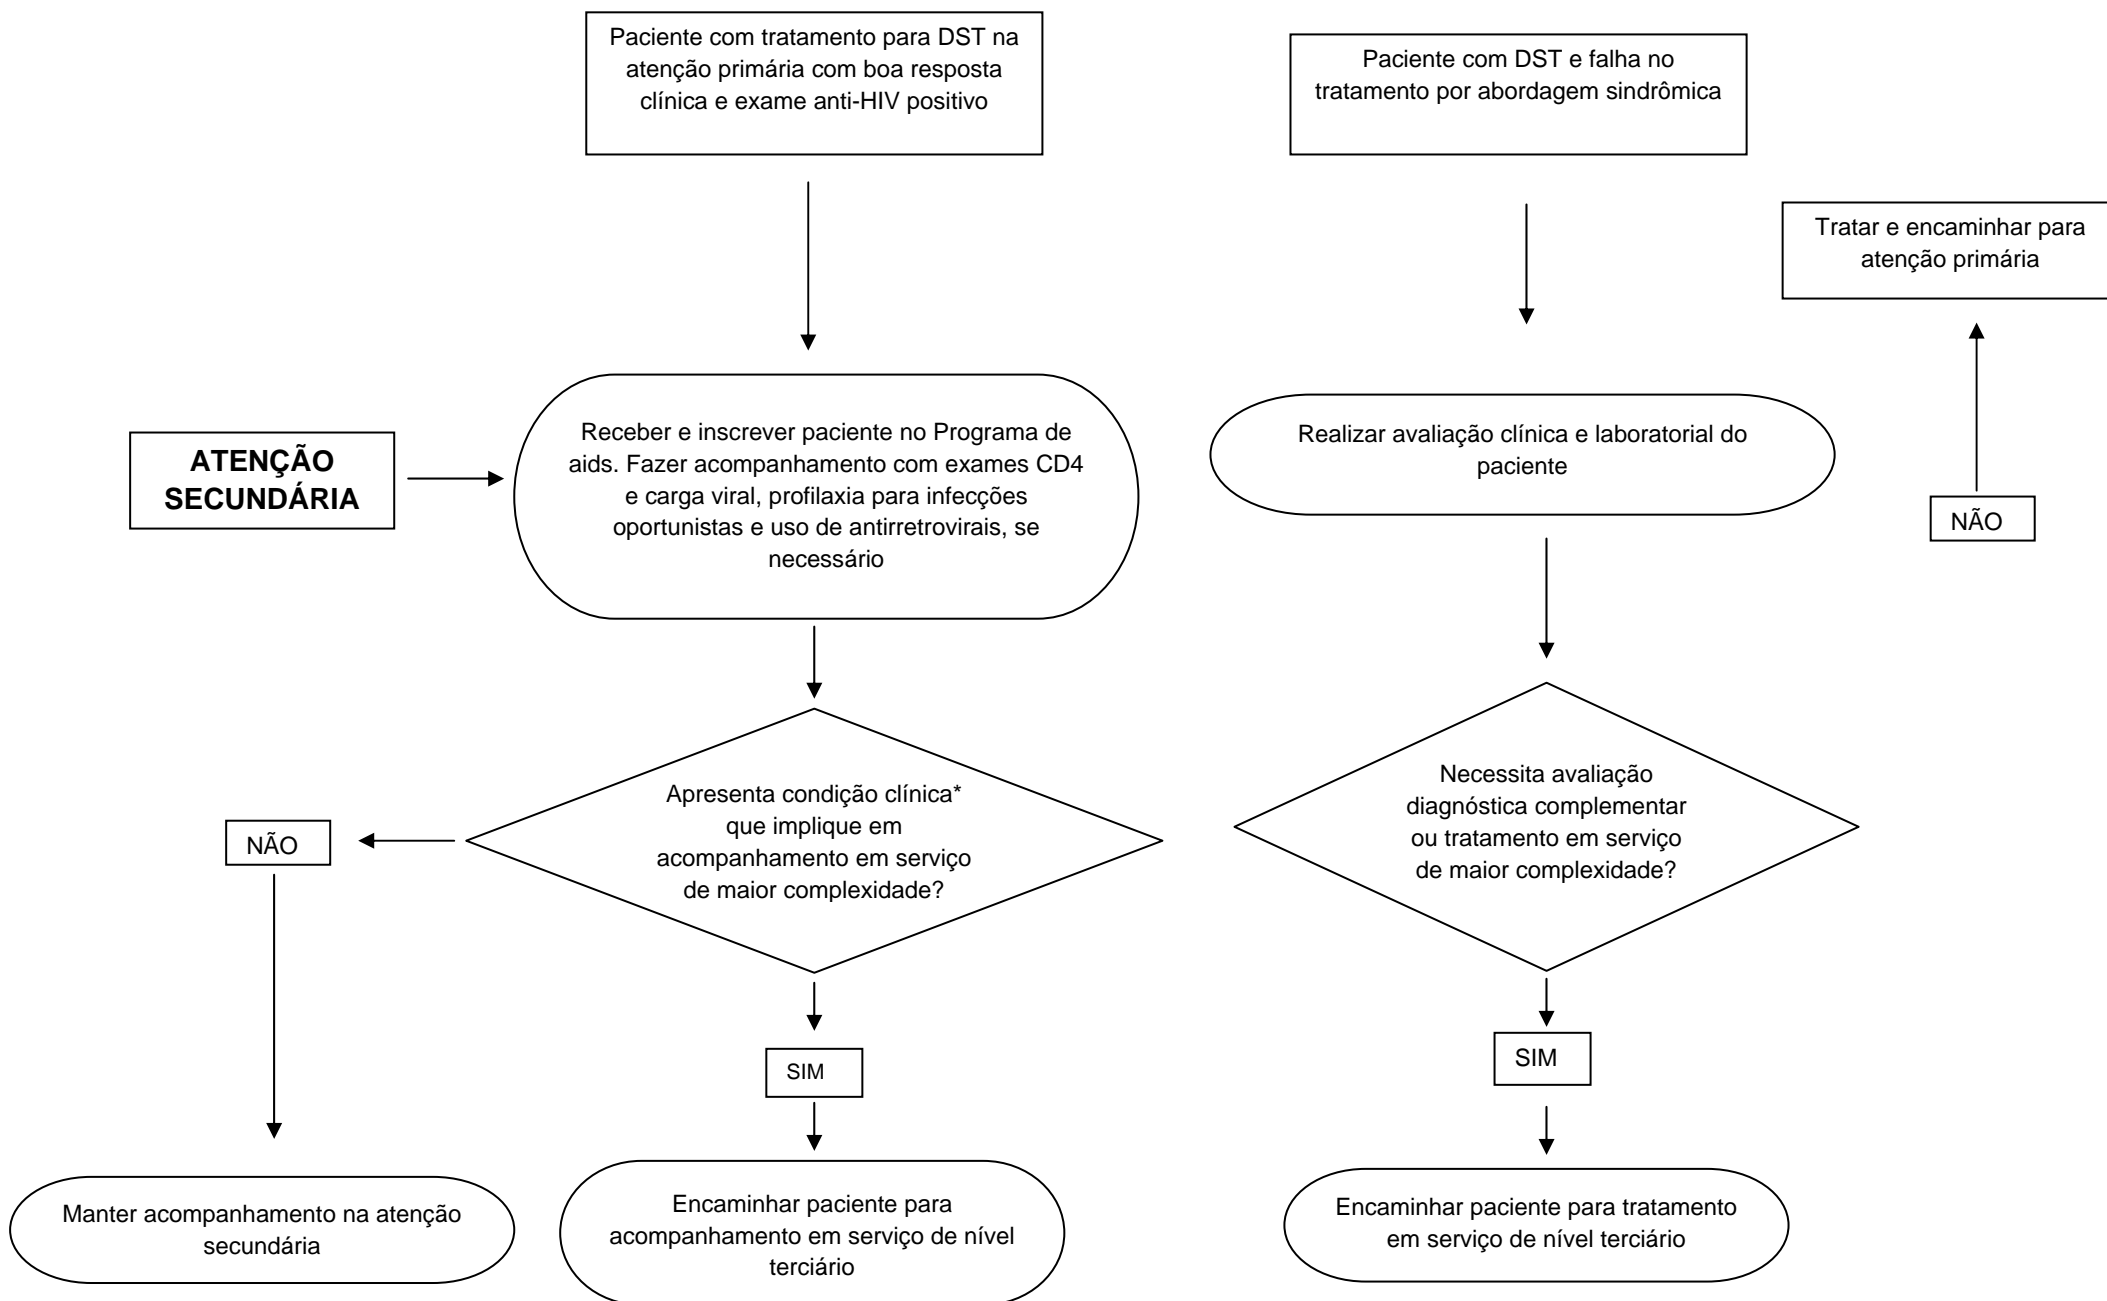 Paciente com tratamento para DST na
atenção primária com boa resposta
clínica e exame anti-HIV positivo
Paciente com DST e falha no
tratamento por abordagem sindrômica
Tratar e encaminhar para
atenção primária
ATENÇÃO
SECUNDÁRIA
Receber e inscrever paciente no Programa de
aids. Fazer acompanhamento com exames CD4
e carga viral, profilaxia para infecções
oportunistas e uso de antirretrovirais, se
necessário
Realizar avaliação clínica e laboratorial do
paciente
NÃO
NÃO
Apresenta condição clínica*
que implique em
acompanhamento em serviço
de maior complexidade?
Necessita avaliação
diagnóstica complementar
ou tratamento em serviço
de maior complexidade?
SIM
SIM
Manter acompanhamento na atenção
secundária
Encaminhar paciente para
acompanhamento em serviço de nível
terciário
Encaminhar paciente para tratamento
em serviço de nível terciário